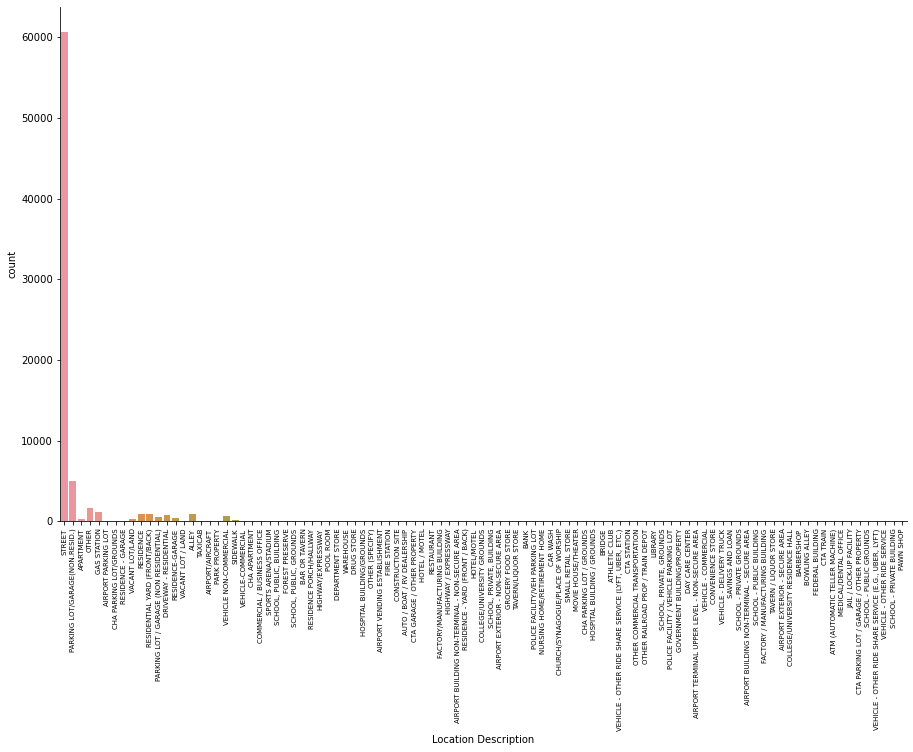 60000
50000
40000
30000
20000
10000
0
count
STREET
PARKING LOT/GARAGE(NON.RESID.)
APARTMENT
OTHER
GAS STATION
AIRPORT PARKING LOT
CHA PARKING LOT/GROUNDS
RESIDENCE - GARAGE
VACANT LOT/LAND
RESIDENCE
RESIDENTIAL YARD (FRONT/BACK)
PARKING LOT / GARAGE (NON RESIDENTIAL)
DRIVEWAY - RESIDENTIAL
RESIDENCE-GARAGE
VACANT LOT / LAND
ALLEY
TAXICAB
AIRPORT/AIRCRAFT
PARK PROPERTY
VEHICLE NON-COMMERCIAL
SIDEWALK
VEHICLE-COMMERCIAL
CHA APARTMENT
COMMERCIAL / BUSINESS OFFICE
SPORTS ARENA/STADIUM
SCHOOL, PUBLIC, BUILDING
FOREST PRESERVE
SCHOOL, PUBLIC, GROUNDS
BAR OR TAVERN
RESIDENCE PORCH/HALLWAY
HIGHWAY/EXPRESSWAY
POOL ROOM
DEPARTMENT STORE
WAREHOUSE
DRUG STORE
HOSPITAL BUILDING/GROUNDS
OTHER (SPECIFY)
AIRPORT VENDING ESTABLISHMENT
FIRE STATION
CONSTRUCTION SITE
AUTO / BOAT / RV DEALERSHIP
CTA GARAGE / OTHER PROPERTY
HOTEL / MOTEL
RESTAURANT
FACTORY/MANUFACTURING BUILDING
HIGHWAY / EXPRESSWAY
AIRPORT BUILDING NON-TERMINAL - NON-SECURE AREA
RESIDENCE - YARD (FRONT / BACK)
HOTEL/MOTEL
COLLEGE/UNIVERSITY GROUNDS
SCHOOL, PRIVATE, BUILDING
AIRPORT EXTERIOR - NON-SECURE AREA
GROCERY FOOD STORE
TAVERN/LIQUOR STORE
BANK
POLICE FACILITY/VEH PARKING LOT
NURSING HOME/RETIREMENT HOME
CAR WASH
CHURCH/SYNAGOGUE/PLACE OF WORSHIP
SMALL RETAIL STORE
MOVIE HOUSE/THEATER
CHA PARKING LOT / GROUNDS
HOSPITAL BUILDING / GROUNDS
BRIDGE
ATHLETIC CLUB
VEHICLE - OTHER RIDE SHARE SERVICE (LYFT, UBER, ETC.)
CTA STATION
OTHER COMMERCIAL TRANSPORTATION
OTHER RAILROAD PROP / TRAIN DEPOT
LIBRARY
SCHOOL, PRIVATE, GROUNDS
POLICE FACILITY / VEHICLE PARKING LOT
GOVERNMENT BUILDING/PROPERTY
DAY CARE CENTER
AIRPORT TERMINAL UPPER LEVEL - NON-SECURE AREA
VEHICLE - COMMERCIAL
CONVENIENCE STORE
VEHICLE - DELIVERY TRUCK
SAVINGS AND LOAN
SCHOOL - PRIVATE GROUNDS
AIRPORT BUILDING NON-TERMINAL - SECURE AREA
SCHOOL - PUBLIC BUILDING
FACTORY / MANUFACTURING BUILDING
TAVERN / LIQUOR STORE
AIRPORT EXTERIOR - SECURE AREA
COLLEGE/UNIVERSITY RESIDENCE HALL
BARBERSHOP
BOWLING ALLEY
FEDERAL BUILDING
CTA TRAIN
ATM (AUTOMATIC TELLER MACHINE)
MEDICAL/DENTAL OFFICE
JAIL / LOCK-UP FACILITY
CTA PARKING LOT / GARAGE / OTHER PROPERTY
SCHOOL - PUBLIC GROUNDS
VEHICLE - OTHER RIDE SHARE SERVICE (E.G., UBER, LYFT)
VEHICLE - OTHER RIDE SERVICE
SCHOOL - PRIVATE BUILDING
PAWN SHOP
Location Description